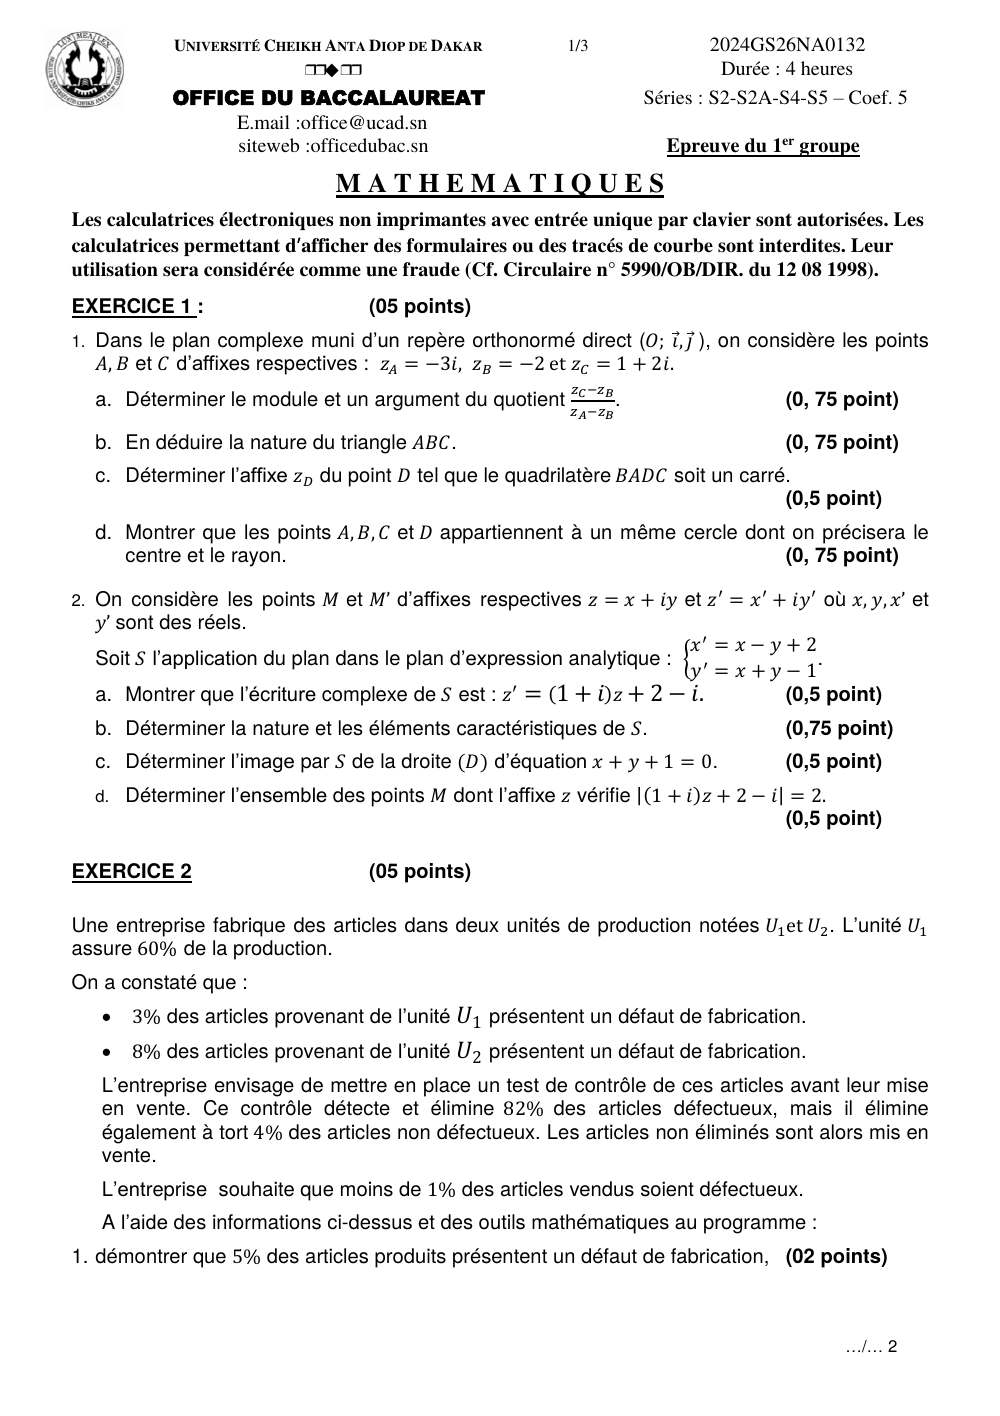 UNIVERSITÉ CHEIKH ANTA DIOP DE DAKAR
1/3
2024GS26NA0132
❒❒◆❒❒
Durée : 4 heures
OFFICE DU BACCALAUREAT
Séries : S2-S2A-S4-S5 – Coef. 5
E.mail :office@ucad.sn
siteweb :officedubac.sn
Epreuve du 1er groupe
M A T H E M A T I Q U E S
Les calculatrices électroniques non imprimantes avec entrée unique par clavier sont autorisées. Les
calculatrices permettant d'afficher des formulaires ou des tracés de courbe sont interdites. Leur
utilisation sera considérée comme une fraude (Cf. Circulaire n° 5990/OB/DIR. du 12 08 1998).
EXERCICE 1 : (05 points)
1. Dans le plan complexe muni d'un repère orthonormé direct (O; i⃗, j⃗ ), on considère les points
A, B et C d'affixes respectives : z_A = −3i, z_B = −2 et z_C = 1 + 2i.
a. Déterminer le module et un argument du quotient (z_C−z_B)/(z_A−z_B). (0, 75 point)
b. En déduire la nature du triangle ABC. (0, 75 point)
c. Déterminer l'affixe z_D du point D tel que le quadrilatère BADC soit un carré.
(0,5 point)
d. Montrer que les points A, B, C et D appartiennent à un même cercle dont on précisera le
centre et le rayon. (0, 75 point)
2. On considère les points M et M' d'affixes respectives z = x + iy et z′ = x′ + iy′ où x, y, x' et
y' sont des réels.
Soit S l'application du plan dans le plan d'expression analytique : {x′ = x − y + 2
y′ = x + y − 1.
a. Montrer que l'écriture complexe de S est : z′ = (1 + i)z + 2 − i. (0,5 point)
b. Déterminer la nature et les éléments caractéristiques de S. (0,75 point)
c. Déterminer l'image par S de la droite (D) d'équation x + y + 1 = 0. (0,5 point)
d. Déterminer l'ensemble des points M dont l'affixe z vérifie |(1 + i)z + 2 − i| = 2.
(0,5 point)
EXERCICE 2 (05 points)
Une entreprise fabrique des articles dans deux unités de production notées U₁et U₂. L'unité U₁
assure 60% de la production.
On a constaté que :
• 3% des articles provenant de l'unité U₁ présentent un défaut de fabrication.
• 8% des articles provenant de l'unité U₂ présentent un défaut de fabrication.
L'entreprise envisage de mettre en place un test de contrôle de ces articles avant leur mise
en vente. Ce contrôle détecte et élimine 82% des articles défectueux, mais il élimine
également à tort 4% des articles non défectueux. Les articles non éliminés sont alors mis en
vente.
L'entreprise souhaite que moins de 1% des articles vendus soient défectueux.
A l'aide des informations ci-dessus et des outils mathématiques au programme :
1. démontrer que 5% des articles produits présentent un défaut de fabrication, (02 points)
…/… 2